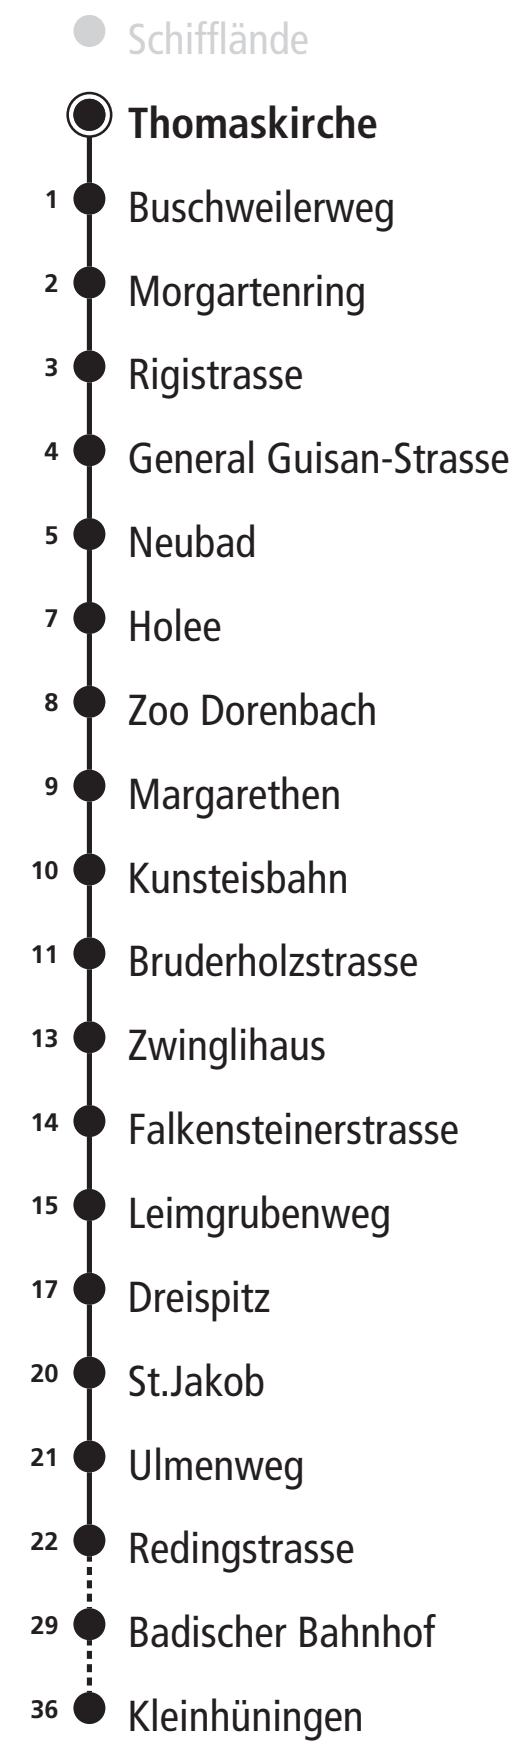 Schifflände
Thomaskirche
1 Buschweilerweg
2 Morgartenring
3 Rigistrasse
4 General Guisan-Strasse
5 Neubad
7 Holee
8 Zoo Dorenbach
9 Margarethen
10 Kunsteisbahn
11 Bruderholzstrasse
13 Zwinglihaus
14 Falkensteinerstrasse
15 Leimgrubenweg
17 Dreispitz
20 St.Jakob
21 Ulmenweg
22 Redingstrasse
29 Badischer Bahnhof
36 Kleinhüningen